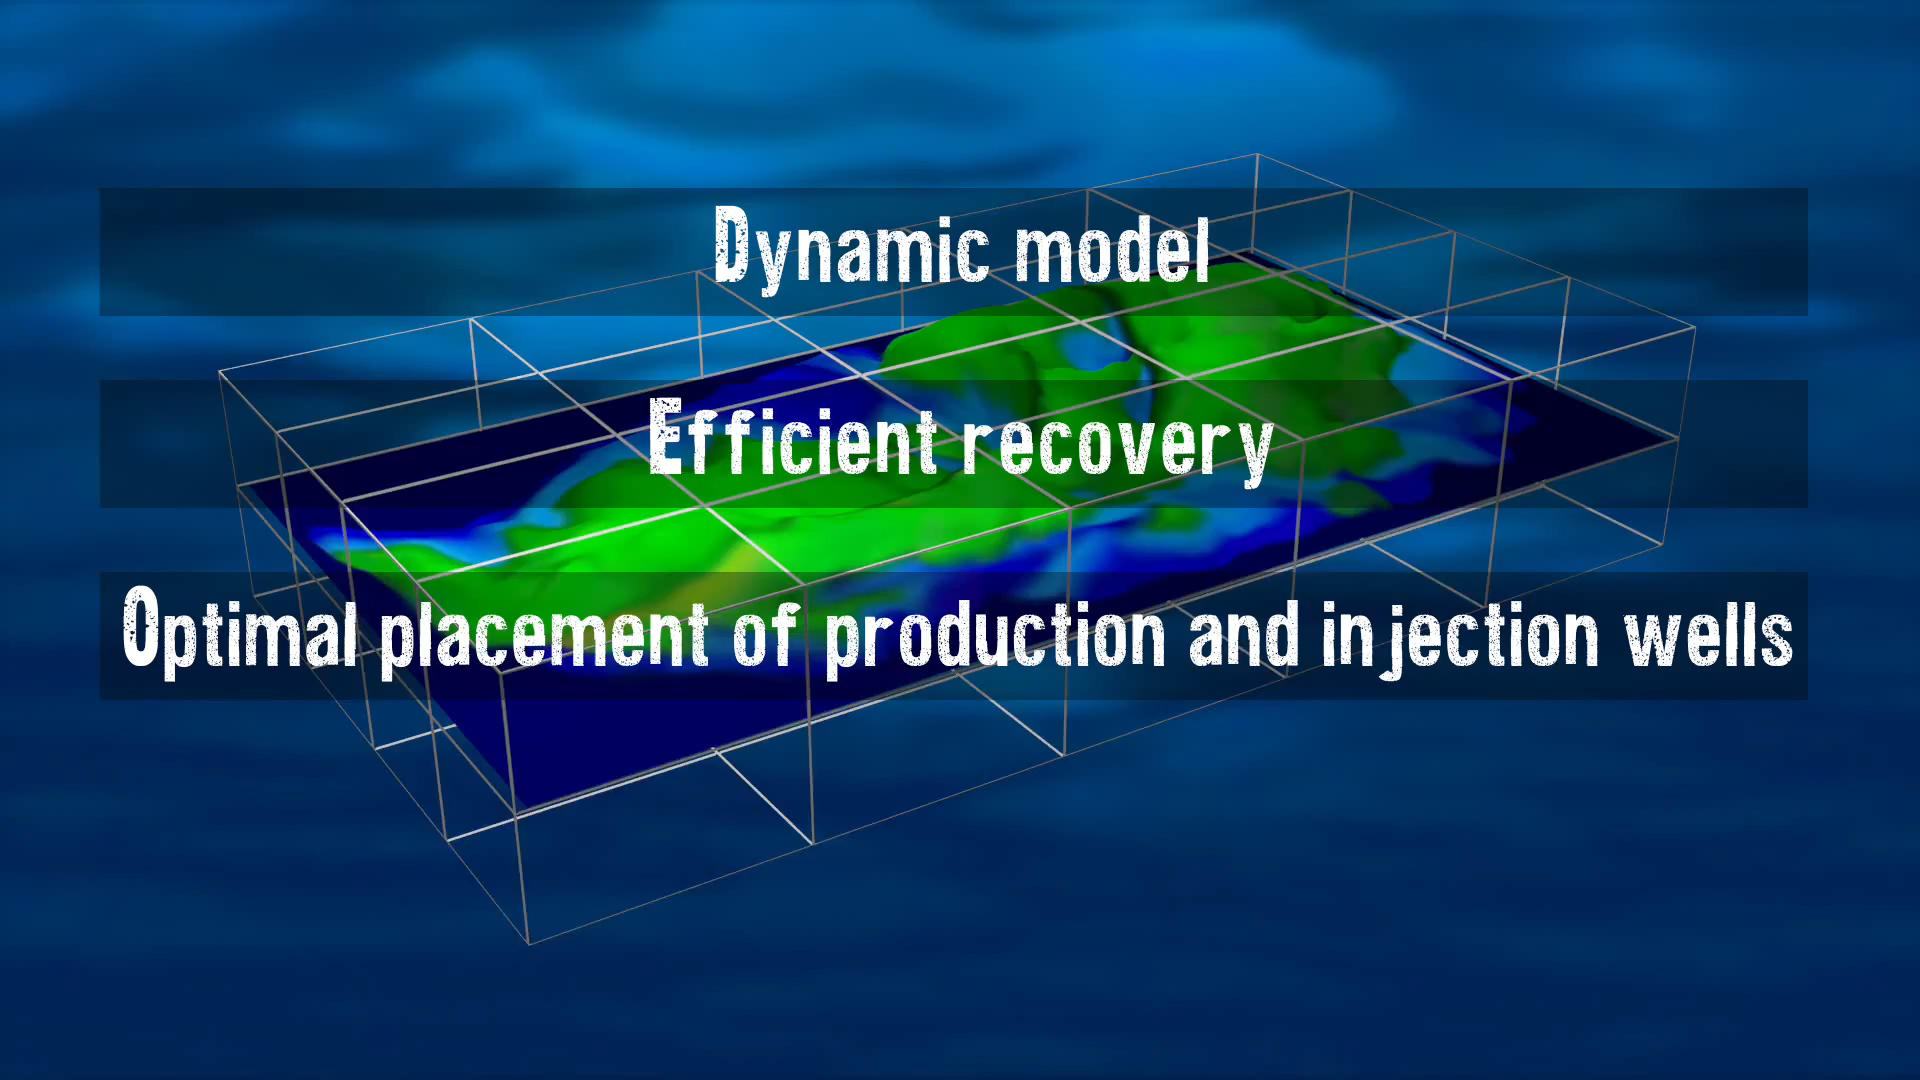 Dynamic model
Efficient recovery
Optimal placement of production and injection wells